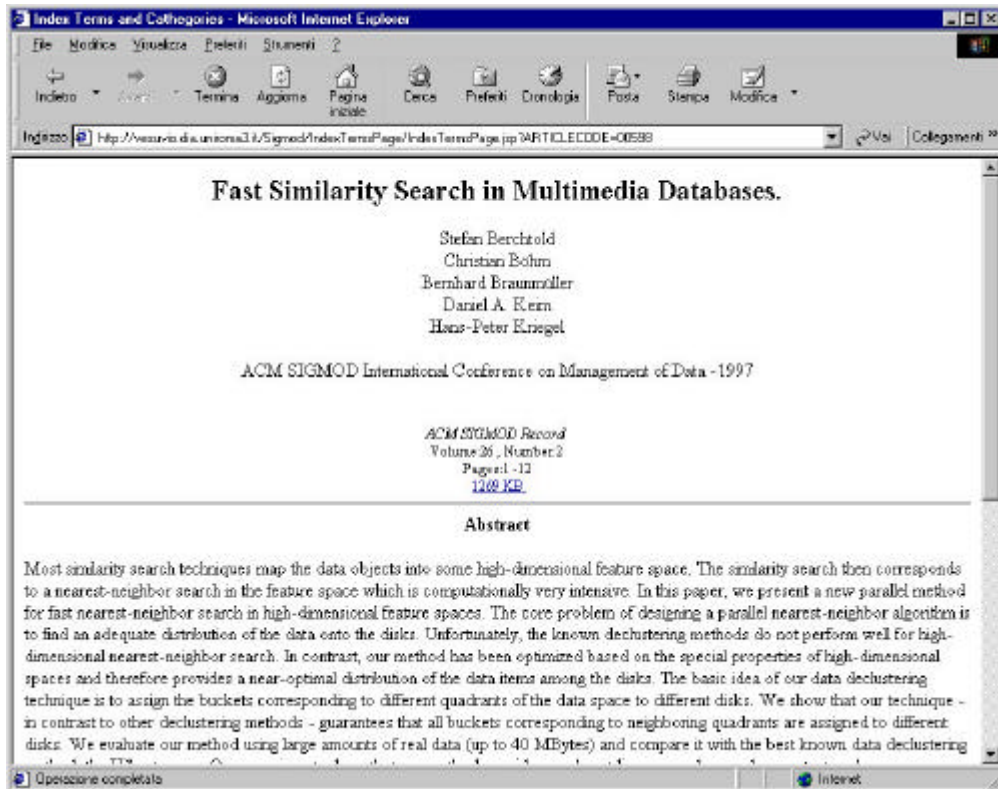 Index Terms and Cathegories - Microsoft Internet Explorer
File Modifica Visualizza Preferiti Strumenti ?
Indietro Avanti Termina Aggiorna Pagina iniziale Cerca Preferiti Cronologia Posta Stampa Modifica
Indirizzo http://vesuvio.dia.uniroma3.it/Sigmod/IndexTermsPage/IndexTermsPage.jsp?ARTICLECODE=00598 Vai Collegamenti »
Fast Similarity Search in Multimedia Databases.
Stefan Berchtold
Christian Böhm
Bernhard Braunmüller
Daniel A. Keim
Hans-Peter Kriegel
ACM SIGMOD International Conference on Management of Data -1997
ACM SIGMOD Record
Volume:26 , Number:2
Pages:1 -12
1269 KB
Abstract
Most similarity search techniques map the data objects into some high-dimensional feature space. The similarity search then corresponds
to a nearest-neighbor search in the feature space which is computationally very intensive. In this paper, we present a new parallel method
for fast nearest-neighbor search in high-dimensional feature spaces. The core problem of designing a parallel nearest-neighbor algorithm is
to find an adequate distribution of the data onto the disks. Unfortunately, the known declustering methods do not perform well for high-
dimensional nearest-neighbor search. In contrast, our method has been optimized based on the special properties of high-dimensional
spaces and therefore provides a near-optimal distribution of the data items among the disks. The basic idea of our data declustering
technique is to assign the buckets corresponding to different quadrants of the data space to different disks. We show that our technique -
in contrast to other declustering methods - guarantees that all buckets corresponding to neighboring quadrants are assigned to different
disks. We evaluate our method using large amounts of real data (up to 40 MBytes) and compare it with the best known data declustering
Operazione completata Internet